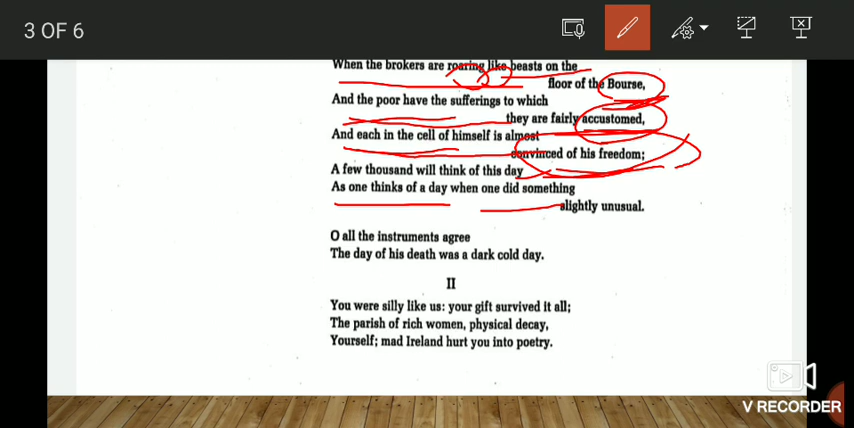 3 OF 6
When the brokers are roaring like beasts on the
floor of the Bourse,
And the poor have the sufferings to which
they are fairly accustomed,
And each in the cell of himself is almost
convinced of his freedom;
A few thousand will think of this day
As one thinks of a day when one did something
slightly unusual.
O all the instruments agree
The day of his death was a dark cold day.
II
You were silly like us: your gift survived it all;
The parish of rich women, physical decay,
Yourself; mad Ireland hurt you into poetry.
V RECORDER